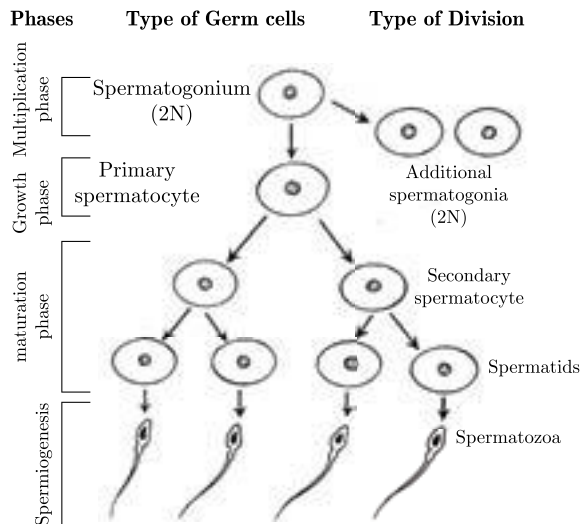 Phases Type of Germ cells Type of Division
Multiplication
phase
Spermatogonium
(2N)
Additional
spermatogonia
(2N)
Growth
phase
Primary
spermatocyte
maturation
phase
Secondary
spermatocyte
Spermatids
Spermiogenesis
Spermatozoa